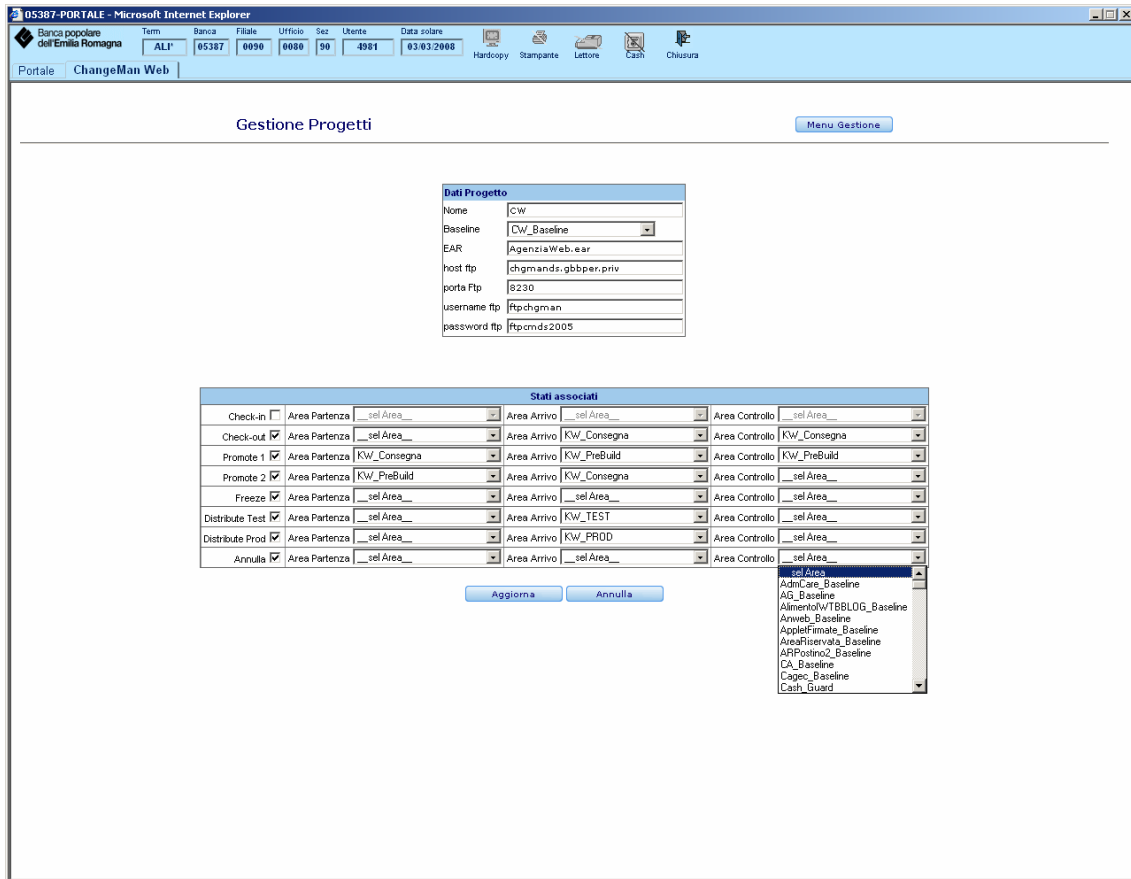 05387-PORTALE - Microsoft Internet Explorer
Banca popolare dell'Emilia Romagna
Term Banca Filiale Ufficio Sez Utente Data solare
ALI' 05387 0090 0080 90 4981 03/03/2008
Hardcopy Stampante Lettore Cash Chiusura
Portale ChangeMan Web
Gestione Progetti Menu Gestione
Dati Progetto
Nome CW
Baseline CW_Baseline
EAR AgenziaWeb.ear
host ftp chgmands.gbbper.priv
porta Ftp 8230
username ftp ftpchgman
password ftp ftpcmds2005
Stati associati
Check-in Area Partenza __sel Area__ Area Arrivo __sel Area__ Area Controllo __sel Area__
Check-out Area Partenza __sel Area__ Area Arrivo KW_Consegna Area Controllo KW_Consegna
Promote 1 Area Partenza KW_Consegna Area Arrivo KW_PreBuild Area Controllo KW_PreBuild
Promote 2 Area Partenza KW_PreBuild Area Arrivo KW_Consegna Area Controllo __sel Area__
Freeze Area Partenza __sel Area__ Area Arrivo __sel Area__ Area Controllo __sel Area__
Distribute Test Area Partenza __sel Area__ Area Arrivo KW_TEST Area Controllo __sel Area__
Distribute Prod Area Partenza __sel Area__ Area Arrivo KW_PROD Area Controllo __sel Area__
Annulla Area Partenza __sel Area__ Area Arrivo __sel Area__ Area Controllo __sel Area__
__sel Area__
AdmCare_Baseline
AG_Baseline
AlimentoIWTBBLOG_Baseline
Anweb_Baseline
AppletFirmate_Baseline
AreaRiservata_Baseline
ARPostino2_Baseline
CA_Baseline
Cagec_Baseline
Cash_Guard
Aggiorna Annulla